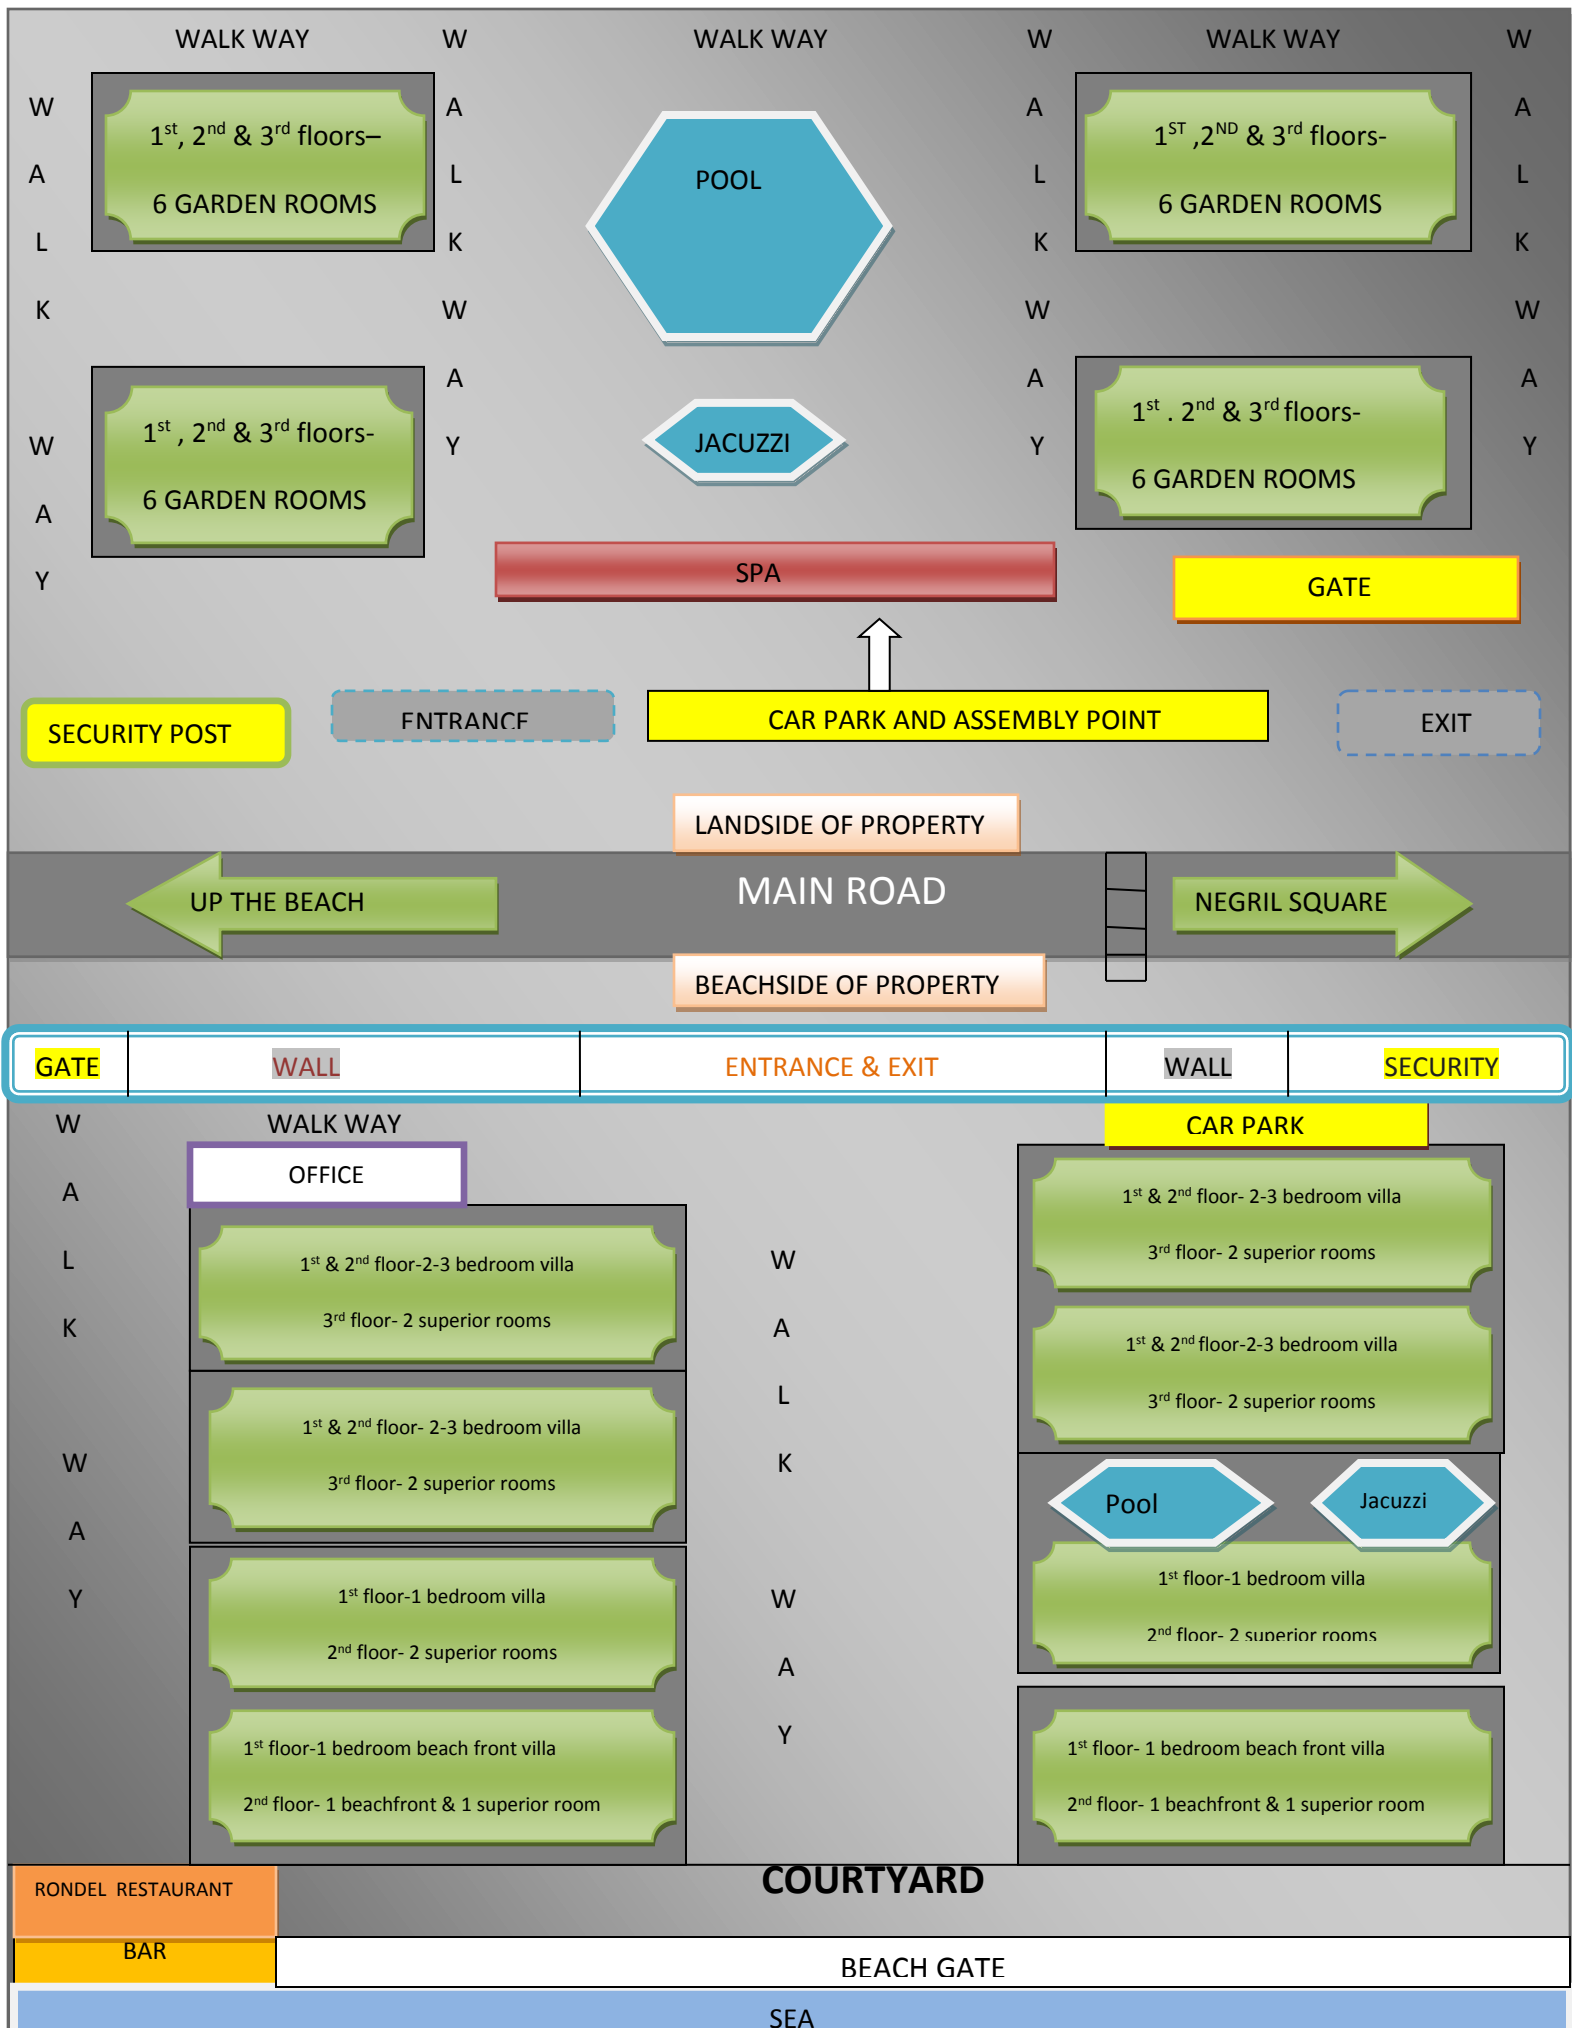 WALK WAY
WALK WAY
WALK WAY
W A L K W A Y
W A L K W A Y
W A L K W A Y
W A L K W A Y
1st, 2nd & 3rd floors–
6 GARDEN ROOMS
POOL
1ST ,2ND & 3rd floors-
6 GARDEN ROOMS
1st , 2nd & 3rd floors-
6 GARDEN ROOMS
JACUZZI
1st . 2nd & 3rd floors-
6 GARDEN ROOMS
SPA
GATE
SECURITY POST
ENTRANCE
CAR PARK AND ASSEMBLY POINT
EXIT
LANDSIDE OF PROPERTY
UP THE BEACH
MAIN ROAD
NEGRIL SQUARE
BEACHSIDE OF PROPERTY
GATE
WALL
ENTRANCE & EXIT
WALL
SECURITY
W A L K W A Y
WALK WAY
CAR PARK
OFFICE
1st & 2nd floor-2-3 bedroom villa
3rd floor- 2 superior rooms
1st & 2nd floor- 2-3 bedroom villa
3rd floor- 2 superior rooms
1st floor-1 bedroom villa
2nd floor- 2 superior rooms
1st floor-1 bedroom beach front villa
2nd floor- 1 beachfront & 1 superior room
W A L K W A Y
1st & 2nd floor- 2-3 bedroom villa
3rd floor- 2 superior rooms
1st & 2nd floor-2-3 bedroom villa
3rd floor- 2 superior rooms
Pool
Jacuzzi
1st floor-1 bedroom villa
2nd floor- 2 superior rooms
1st floor- 1 bedroom beach front villa
2nd floor- 1 beachfront & 1 superior room
RONDEL RESTAURANT
COURTYARD
BAR
BEACH GATE
SEA